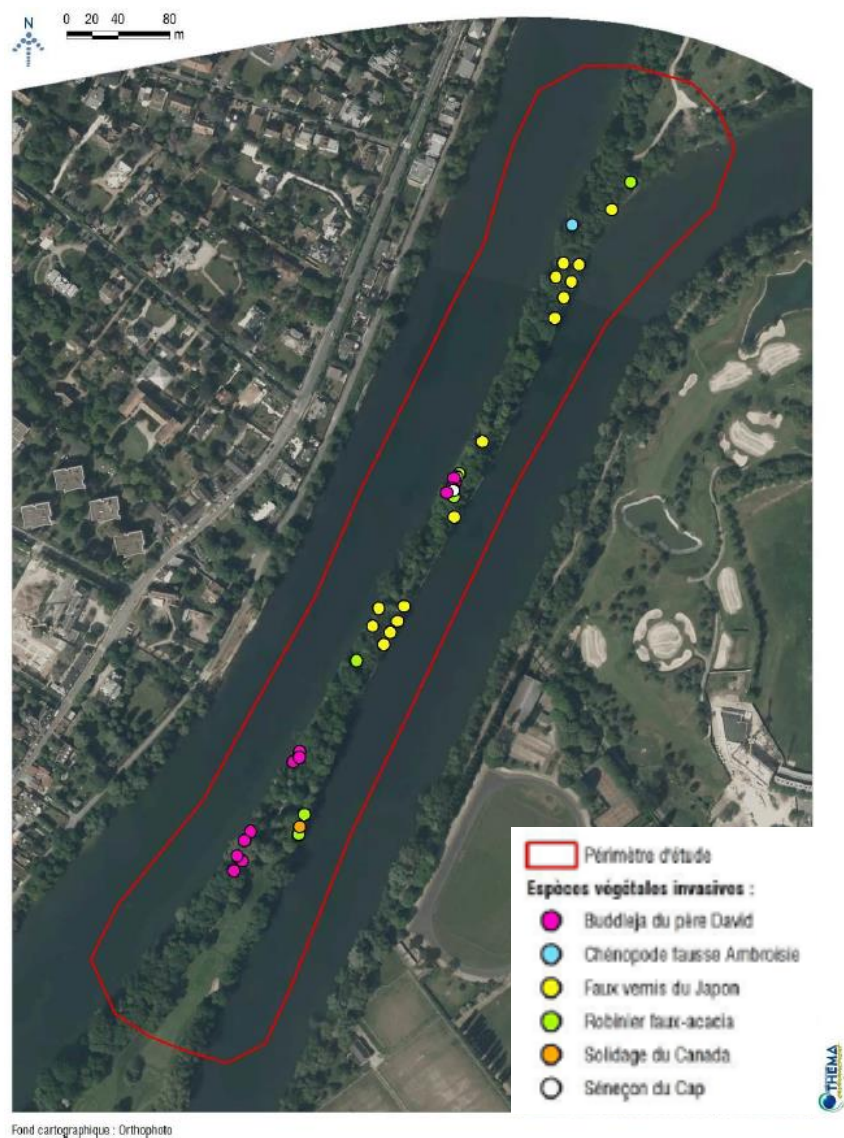 N
0 20 40 80
m
Périmètre d'étude
Espèces végétales invasives :
Buddleja du père David
Chénopode fausse Ambroisie
Faux vernis du Japon
Robinier faux-acacia
Solidage du Canada
Séneçon du Cap
THEMA
Fond cartographique : Orthophoto